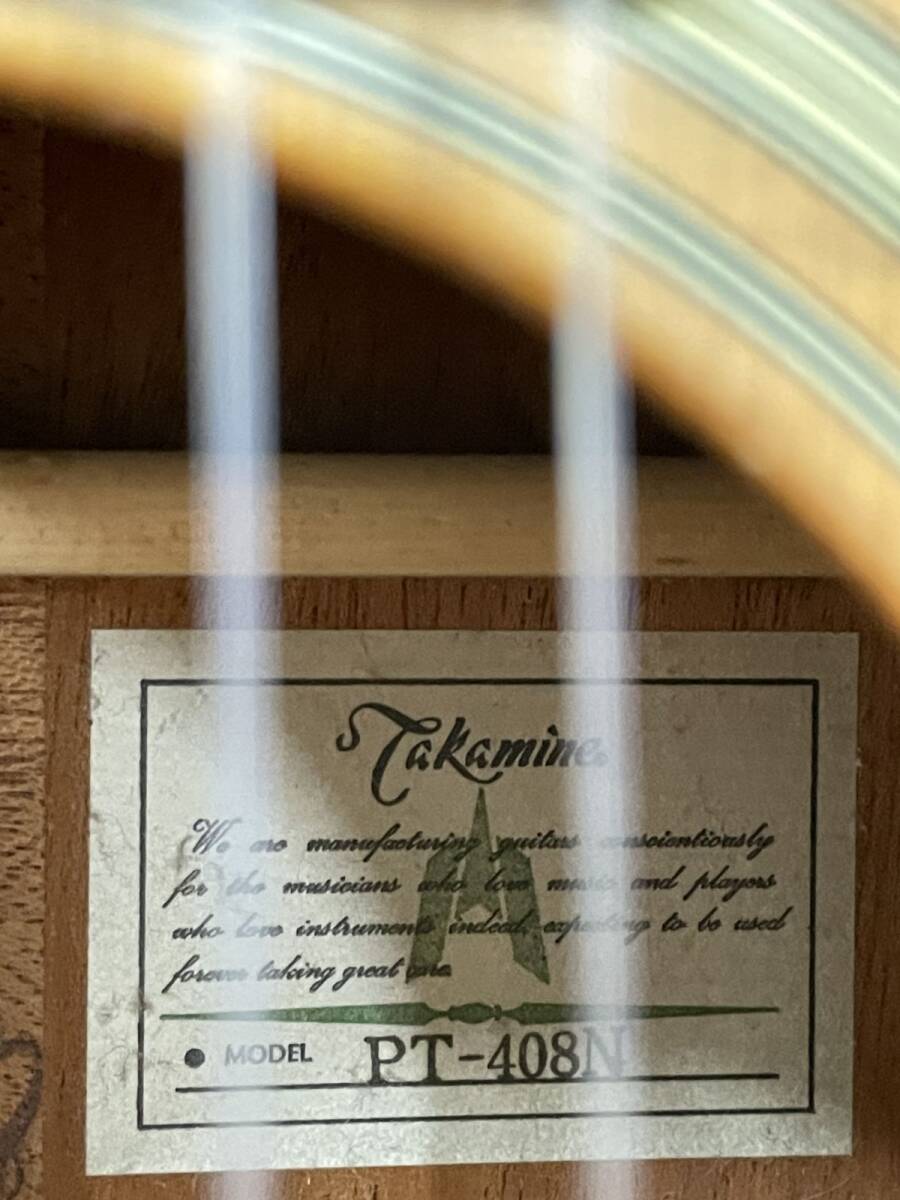 Takamine
We are manufacturing guitars conscientiously
for the musicians who love music and players
who love instruments indeed, expecting to be used
forever taking great care.
MODEL PT-408N